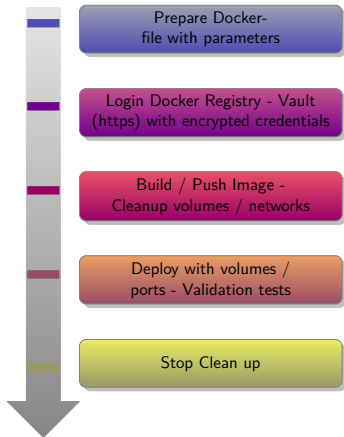 Prepare Docker-
file with parameters
Login Docker Registry - Vault
(https) with encrypted credentials
Build / Push Image -
Cleanup volumes / networks
Deploy with volumes /
ports - Validation tests
Stop Clean up